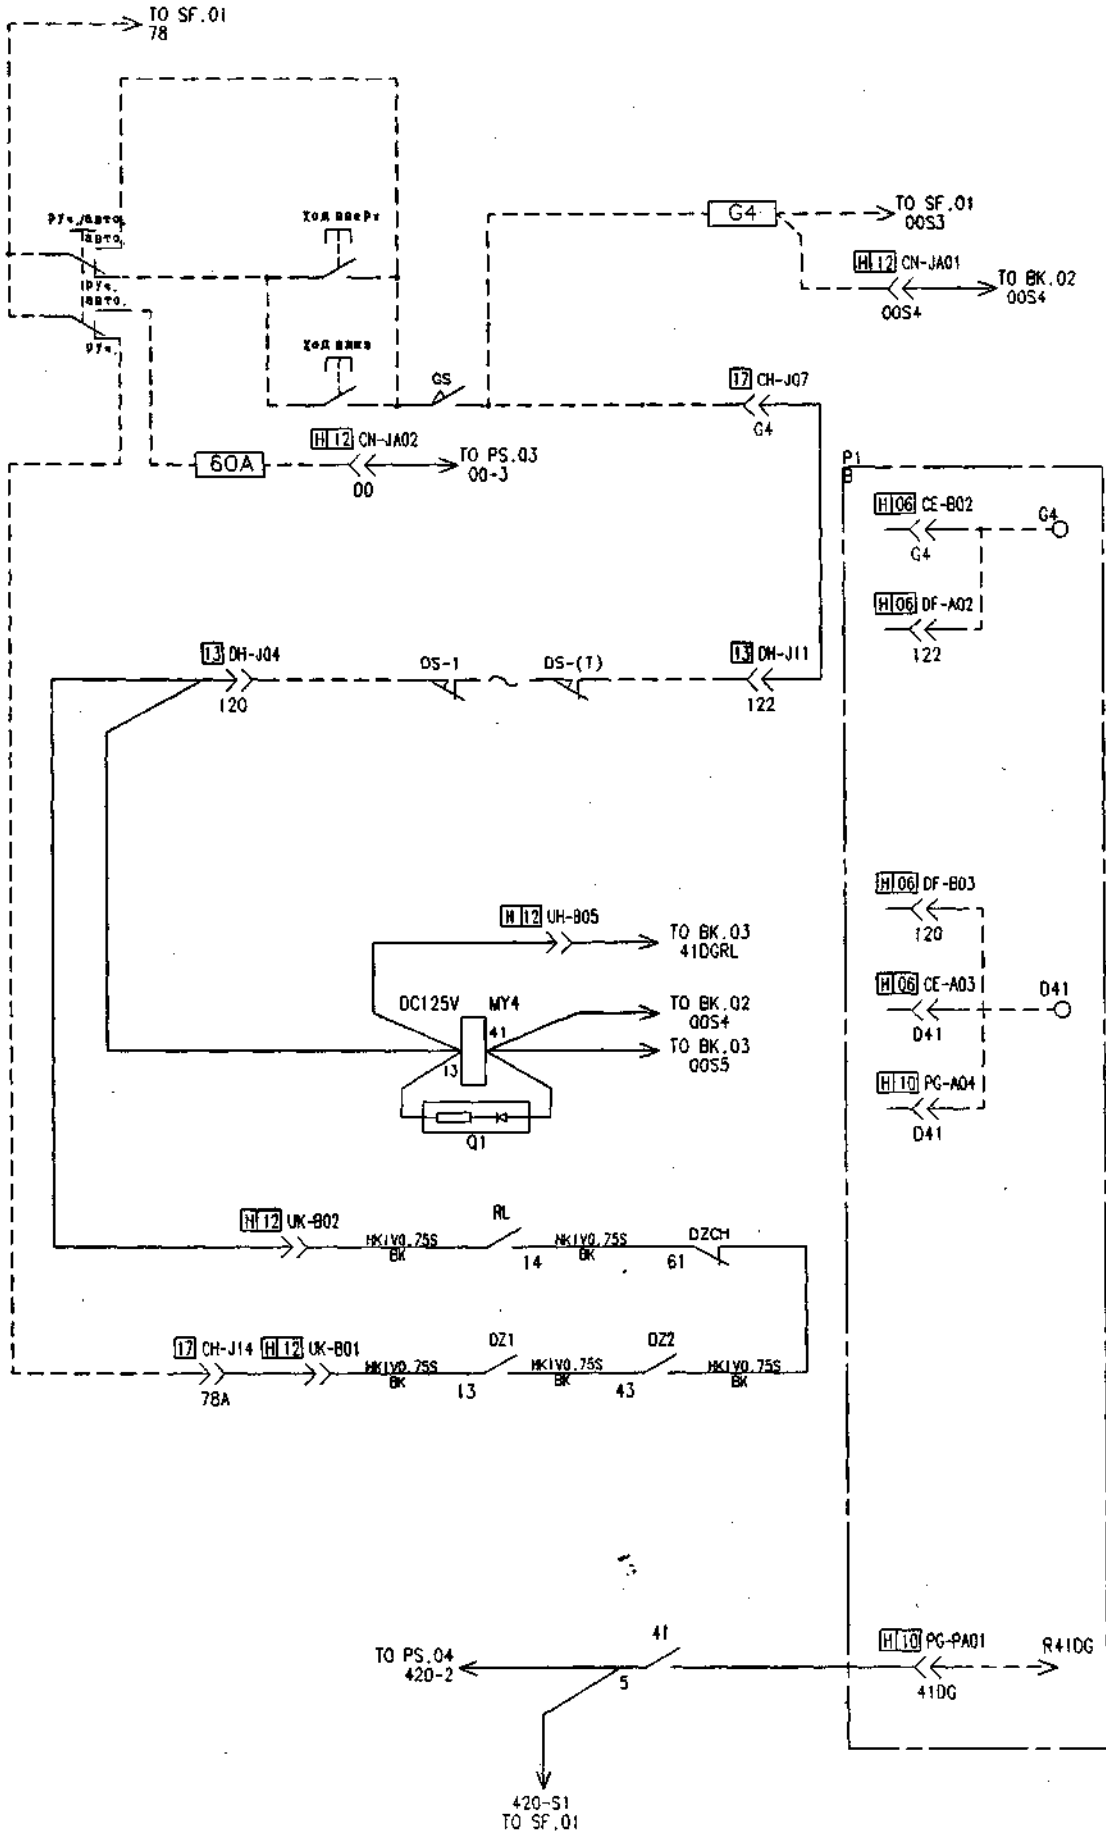 TO SF.01
78
руч./авто.
авто.
Ход вверх
G4
TO SF.01
00S3
H 12 CN-JA01
00S4
TO BK.02
00S4
руч.
авто.
руч.
Ход вниз
GS
17 CH-J07
G4
60A
H 12 CN-JA02
00
TO PS.03
00-3
P1
B
H 06 CE-B02
G4
G4
H 06 DF-A02
122
13 DH-J04
120
DS-1
DS-(T)
13 DH-J11
122
H 06 DF-B03
120
H 12 UH-B05
TO BK.03
41DGRL
DC125V
MY4
41
13
TO BK.02
00S4
TO BK.03
00S5
Q1
H 06 CE-A03
D41
D41
H 10 PG-A04
D41
H 12 UK-B02
HKIV0.75S
BK
RL
14
HKIV0.75S
BK
61
DZCH
17 CH-J14
78A
H 12 UK-B01
HKIV0.75S
BK
DZ1
13
HKIV0.75S
BK
DZ2
43
HKIV0.75S
BK
TO PS.04
420-2
41
5
H 10 PG-PA01
41DG
R41DG
420-S1
TO SF.01